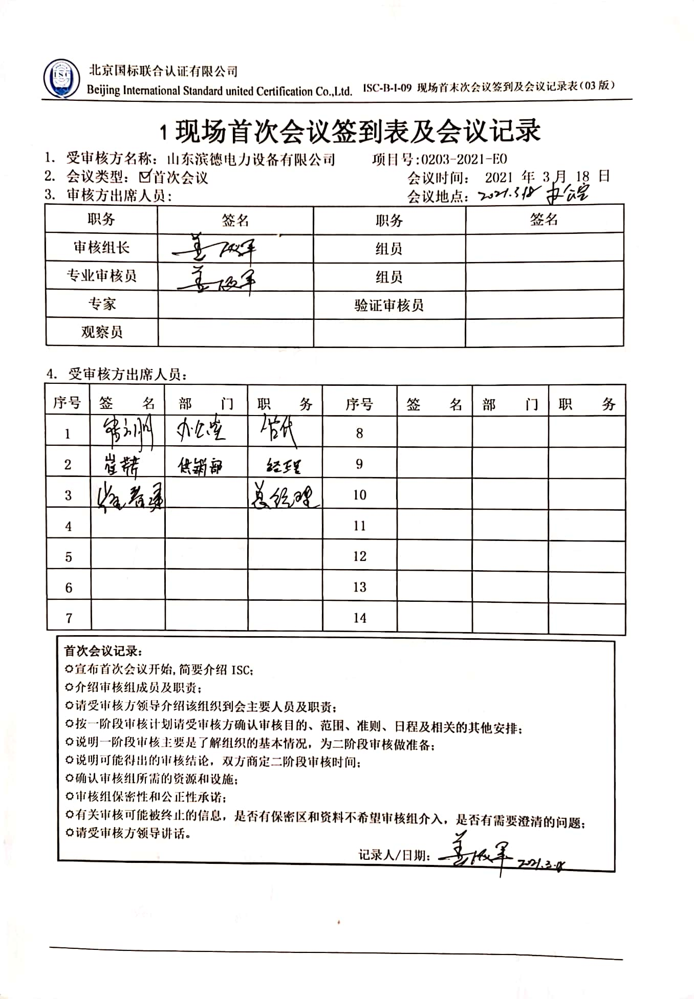 北京国标联合认证有限公司
Beijing International Standard united Certification Co.,Ltd. ISC-B-I-09 现场首末次会议签到及会议记录表(03版)
1现场首次会议签到表及会议记录
1. 受审核方名称：山东滨德电力设备有限公司 项目号:0203-2021-EO
2. 会议类型：☑首次会议 会议时间： 2021 年 3 月 18 日
3. 审核方出席人员： 会议地点：2021.3.18 办公室
职务 签名 职务 签名
审核组长 组员
专业审核员 组员
专家 验证审核员
观察员
4. 受审核方出席人员：
序号 签 名 部 门 职 务 序号 签 名 部 门 职 务
1 办公室 管代 8
2 崔 供销部 经理 9
3 总经理 10
4 11
5 12
6 13
7 14
首次会议记录：
✩宣布首次会议开始,简要介绍 ISC；
✩介绍审核组成员及职责；
✩请受审核方领导介绍该组织到会主要人员及职责；
✩按一阶段审核计划请受审核方确认审核目的、范围、准则、日程及相关的其他安排；
✩说明一阶段审核主要是了解组织的基本情况，为二阶段审核做准备；
✩说明可能得出的审核结论，双方商定二阶段审核时间；
✩确认审核组所需的资源和设施；
✩审核组保密性和公正性承诺；
✩有关审核可能被终止的信息，是否有保密区和资料不希望审核组介入，是否有需要澄清的问题；
✩请受审核方领导讲话。
记录人/日期： 2021.3.18